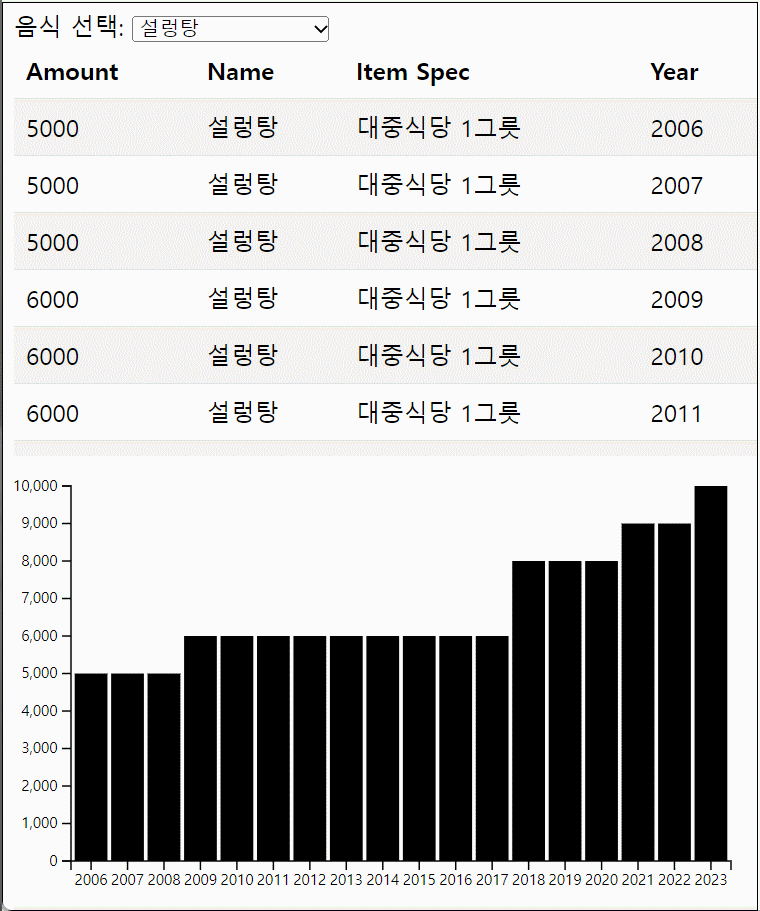 음식 선택: 설렁탕
Amount Name Item Spec Year
5000 설렁탕 대중식당 1그릇 2006
5000 설렁탕 대중식당 1그릇 2007
5000 설렁탕 대중식당 1그릇 2008
6000 설렁탕 대중식당 1그릇 2009
6000 설렁탕 대중식당 1그릇 2010
6000 설렁탕 대중식당 1그릇 2011
10,000
9,000
8,000
7,000
6,000
5,000
4,000
3,000
2,000
1,000
0
2006 2007 2008 2009 2010 2011 2012 2013 2014 2015 2016 2017 2018 2019 2020 2021 2022 2023